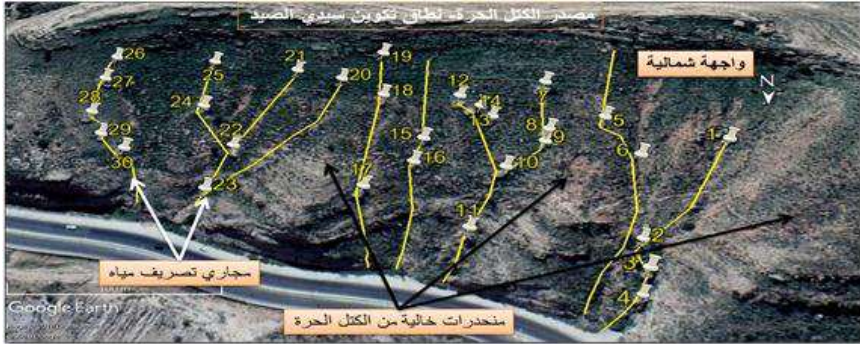 مصدر الكتل الحرة- نطاق تكوين سيدي الصيد
واجهة شمالية
N
26 25 21 19
27 20
24 18 12 14 7 5 1
28 13
29 22 15 8 9 6
30 16 10
23 17
11 2
3
4
مجاري تصريف مياه
منحدرات خالية من الكتل الحرة
Google Earth